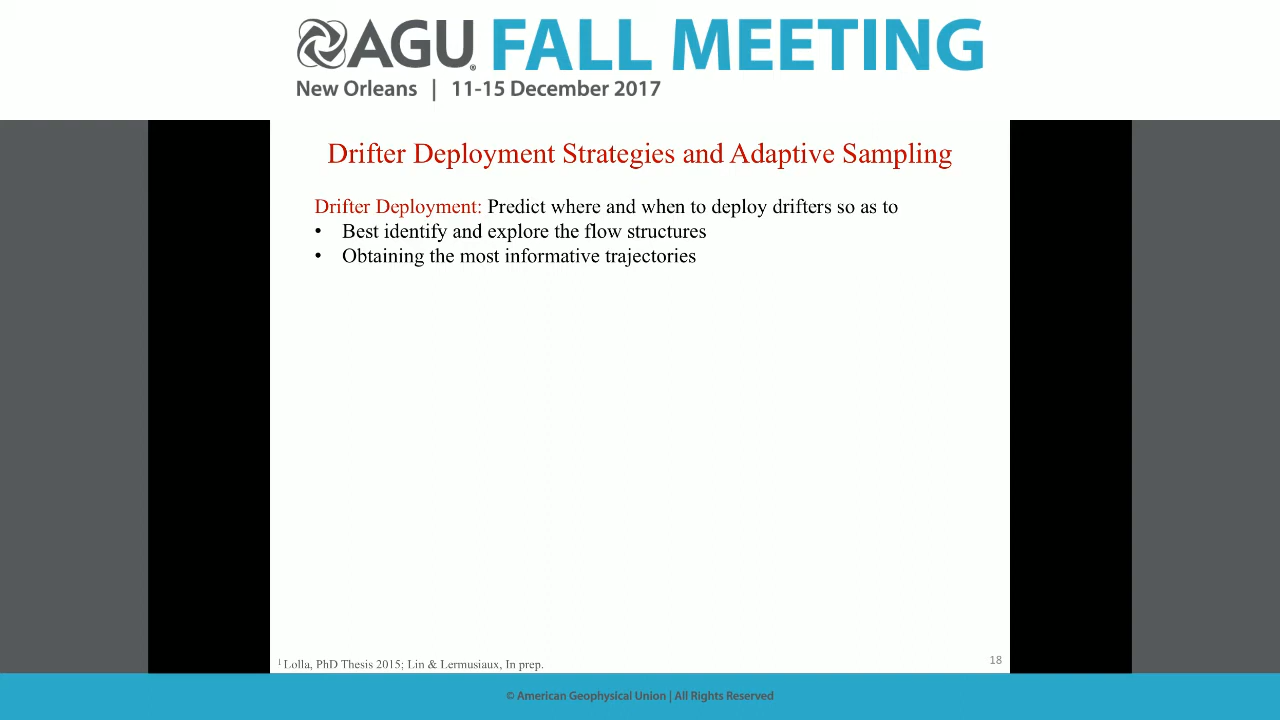 AGU FALL MEETING
New Orleans | 11-15 December 2017
Drifter Deployment Strategies and Adaptive Sampling
Drifter Deployment: Predict where and when to deploy drifters so as to
• Best identify and explore the flow structures
• Obtaining the most informative trajectories
1 Lolla, PhD Thesis 2015; Lin & Lermusiaux, In prep.
18
© American Geophysical Union | All Rights Reserved